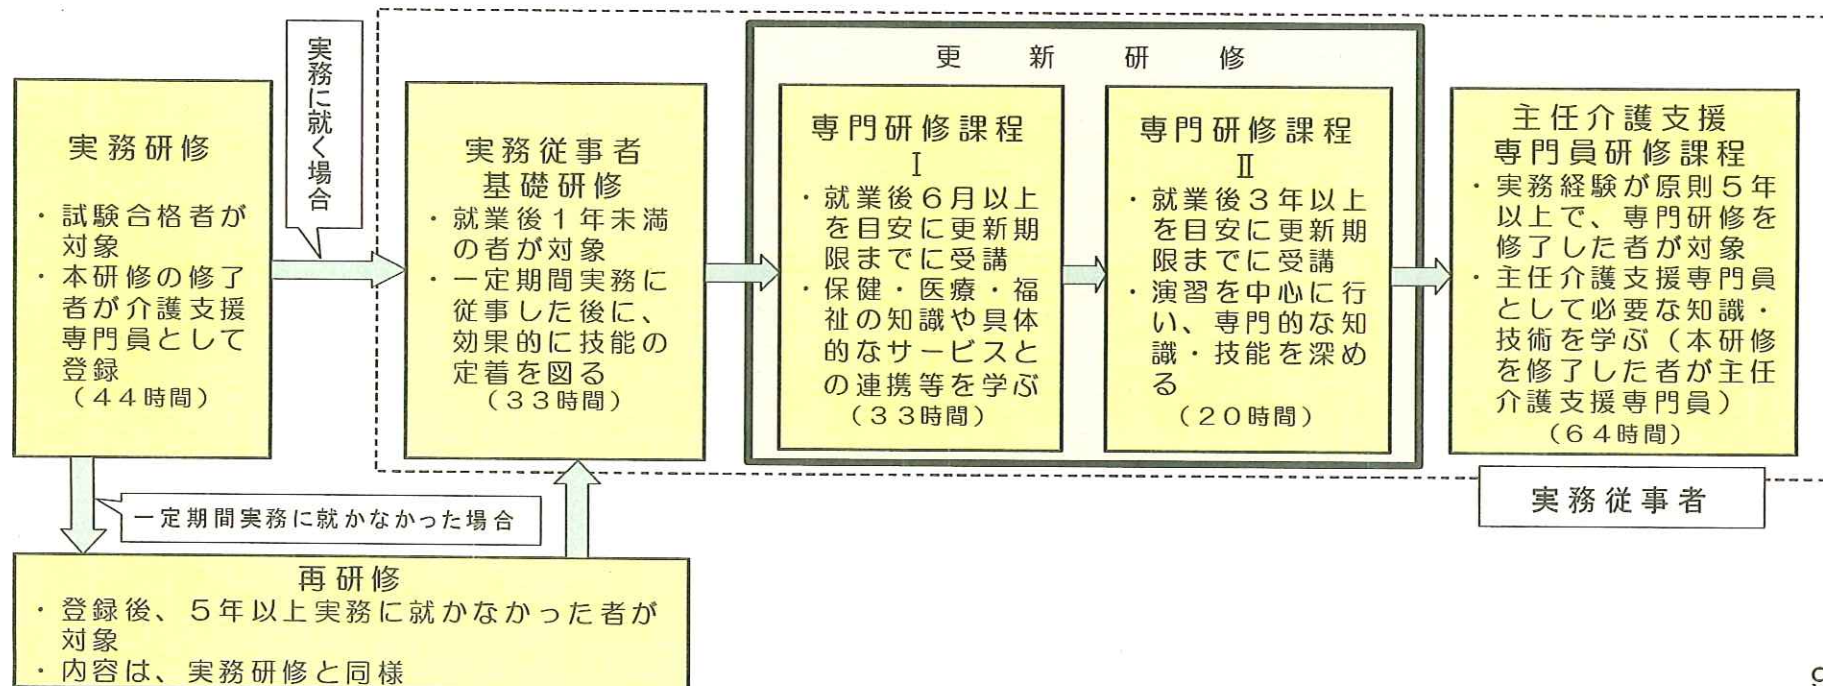 実務に就く場合
更新研修
実務研修
・試験合格者が
対象
・本研修の修了
者が介護支援
専門員として
登録
（44時間）
実務従事者
基礎研修
・就業後1年未満
の者が対象
・一定期間実務に
従事した後に、
効果的に技能の
定着を図る
（33時間）
専門研修課程
Ⅰ
・就業後6月以上
を目安に更新期
限までに受講
・保健・医療・福
祉の知識や具体
的なサービスと
の連携等を学ぶ
（33時間）
専門研修課程
Ⅱ
・就業後3年以上
を目安に更新期
限までに受講
・演習を中心に行
い、専門的な知
識・技能を深め
る
（20時間）
主任介護支援
専門員研修課程
・実務経験が原則5年
以上で、専門研修を
修了した者が対象
・主任介護支援専門員
として必要な知識・
技術を学ぶ（本研修
を修了した者が主任
介護支援専門員）
（64時間）
実務従事者
一定期間実務に就かなかった場合
再研修
・登録後、5年以上実務に就かなかった者が
対象
・内容は、実務研修と同様